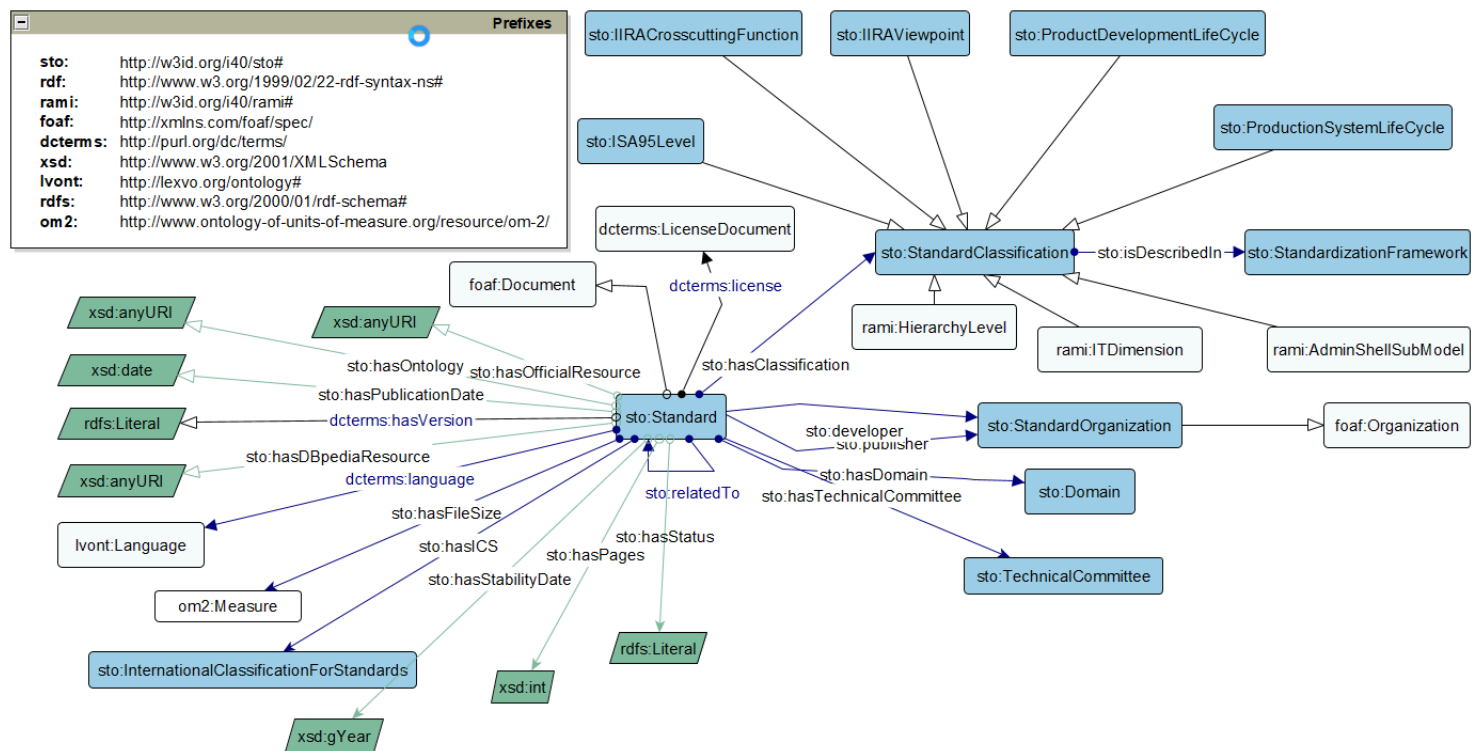 Prefixes
sto: http://w3id.org/i40/sto#
rdf: http://www.w3.org/1999/02/22-rdf-syntax-ns#
rami: http://w3id.org/i40/rami#
foaf: http://xmlns.com/foaf/spec/
dcterms: http://purl.org/dc/terms/
xsd: http://www.w3.org/2001/XMLSchema
lvont: http://lexvo.org/ontology#
rdfs: http://www.w3.org/2000/01/rdf-schema#
om2: http://www.ontology-of-units-of-measure.org/resource/om-2/
sto:IIRACrosscuttingFunction
sto:IIRAViewpoint
sto:ProductDevelopmentLifeCycle
sto:ISA95Level
sto:ProductionSystemLifeCycle
dcterms:LicenseDocument
sto:StandardClassification
sto:isDescribedIn
sto:StandardizationFramework
foaf:Document
dcterms:license
xsd:anyURI
xsd:anyURI
rami:HierarchyLevel
rami:ITDimension
rami:AdminShellSubModel
sto:hasOntology
sto:hasOfficialResource
sto:hasClassification
xsd:date
sto:hasPublicationDate
rdfs:Literal
dcterms:hasVersion
sto:Standard
sto:StandardOrganization
foaf:Organization
sto:developer
sto:publisher
sto:hasDBpediaResource
xsd:anyURI
dcterms:language
sto:relatedTo
sto:hasDomain
sto:hasTechnicalCommittee
sto:Domain
sto:hasFileSize
lvont:Language
sto:hasICS
sto:hasStatus
sto:hasPages
sto:hasStabilityDate
sto:TechnicalCommittee
om2:Measure
rdfs:Literal
sto:InternationalClassificationForStandards
xsd:int
xsd:gYear